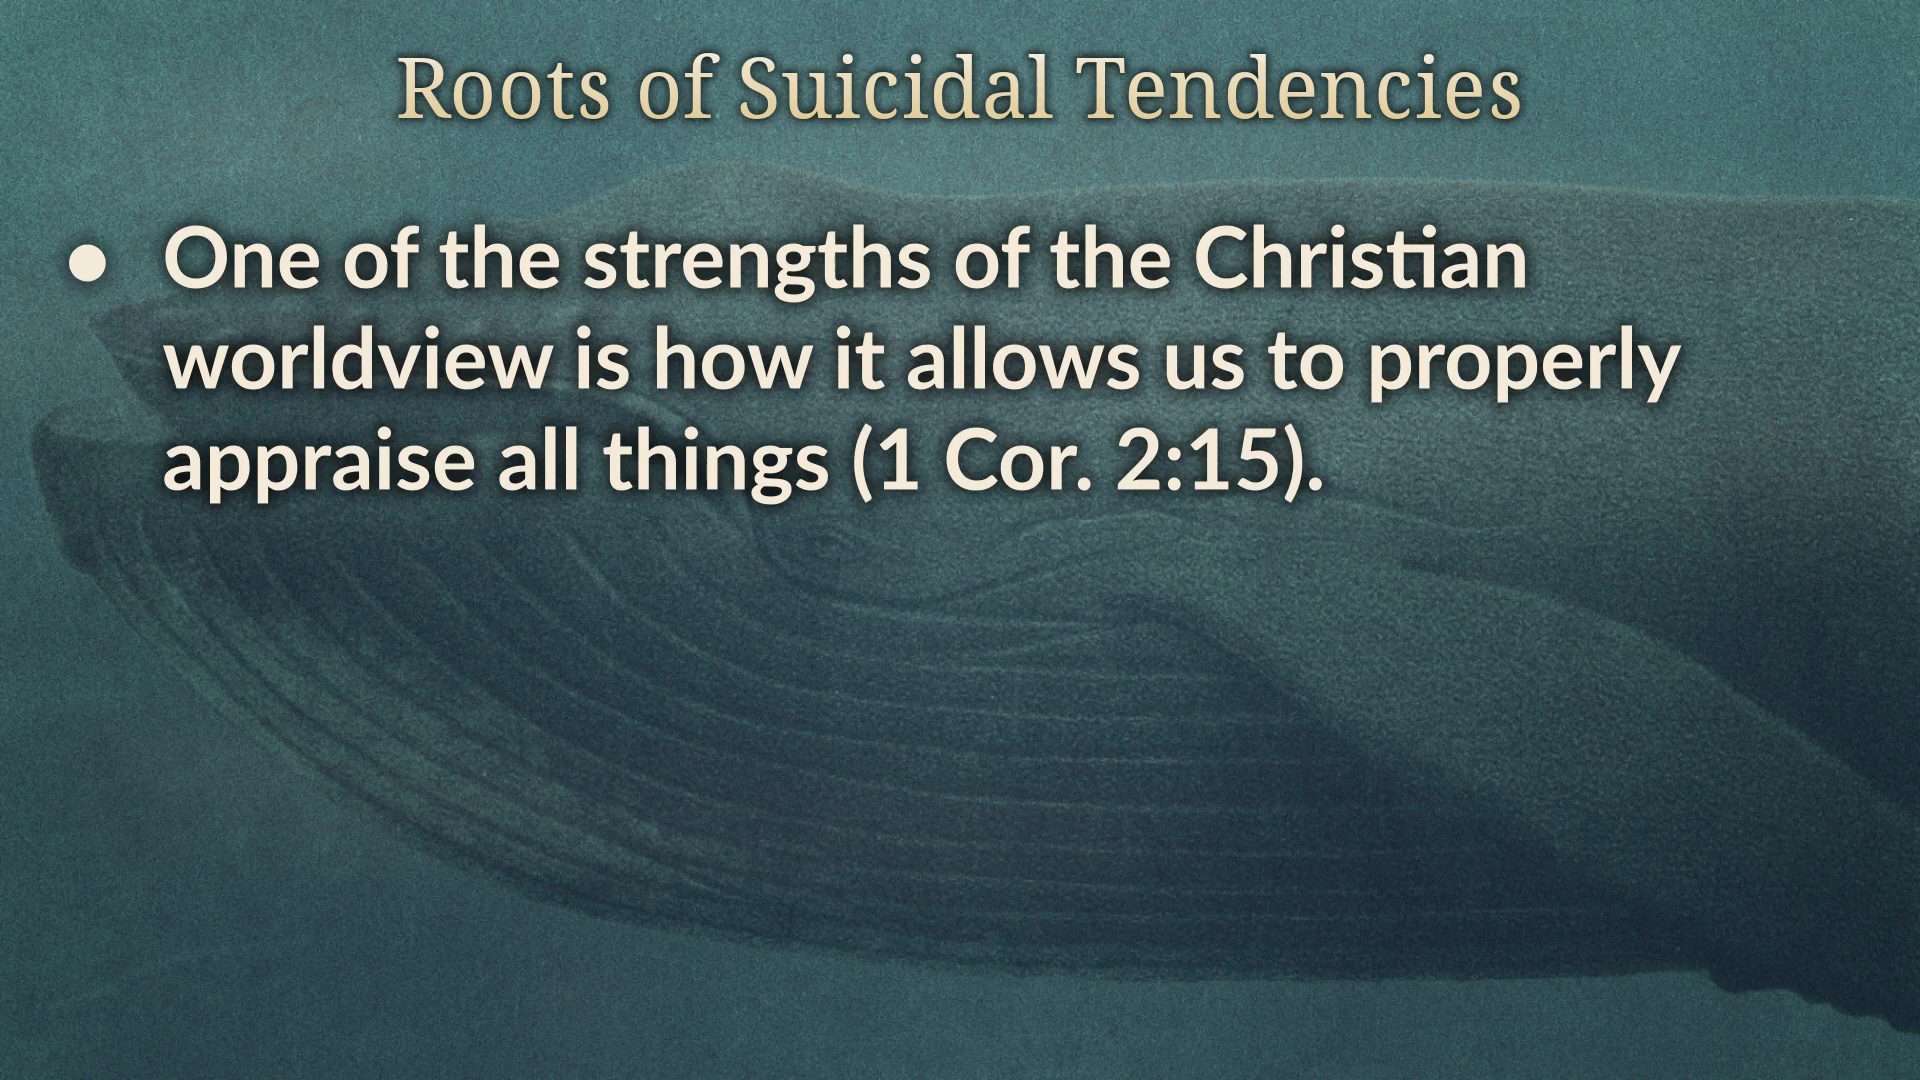 Roots of Suicidal Tendencies
• One of the strengths of the Christian
worldview is how it allows us to properly
appraise all things (1 Cor. 2:15).